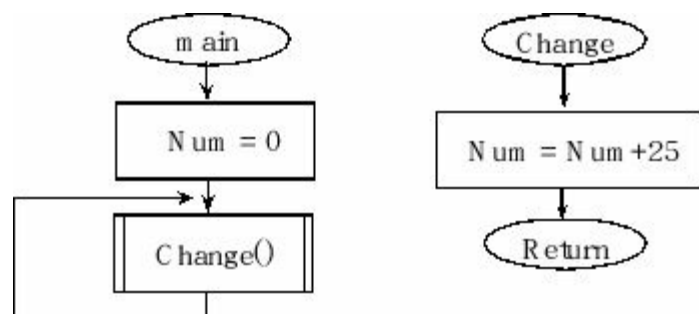 main
Num = 0
Change()
Change
Num = Num+25
Return